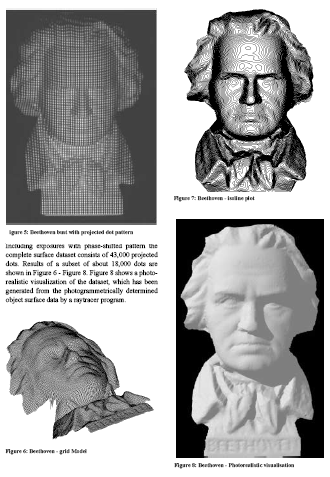 igure 5: Beethoven bust with projected dot pattern
including exposures with phase-shifted pattern the
complete surface dataset consists of 43,000 projected
dots. Results of a subset of about 18,000 dots are
shown in Figure 6 - Figure 8. Figure 8 shows a photo-
realistic visualization of the dataset, which has been
generated from the photogrammetrically determined
object surface data by a raytracer program.
Figure 6: Beethoven - grid Model
Figure 7: Beethoven - isoline plot
BEETHOVEN
Figure 8: Beethoven - Photorealistic visualisation